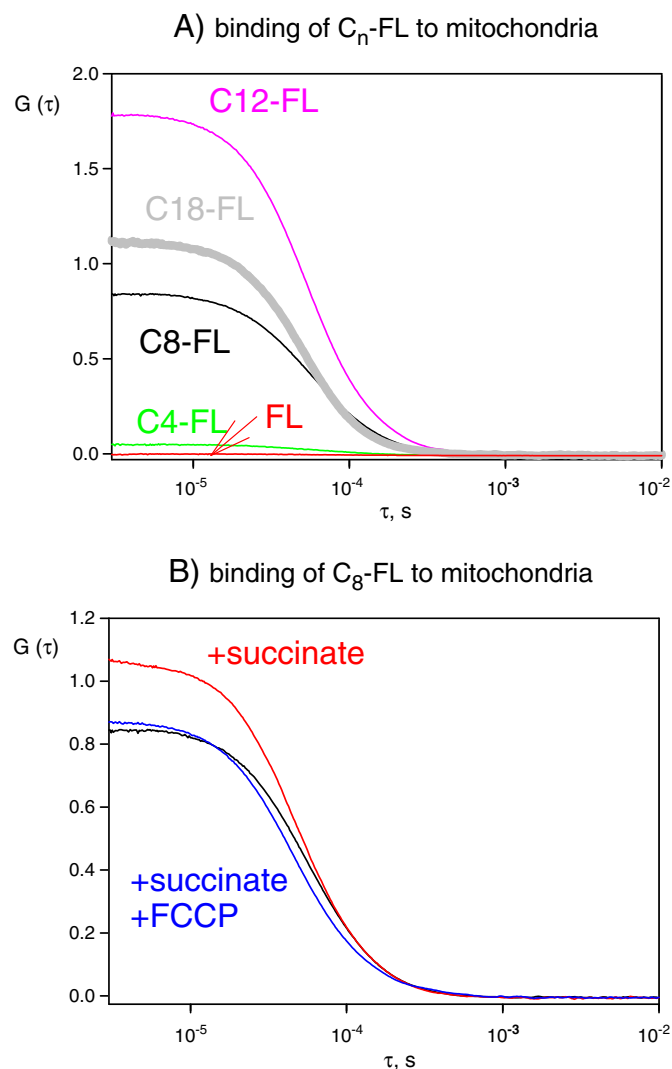 A) binding of Cn-FL to mitochondria
G (τ)
2.0
1.5
1.0
0.5
0.0
C12-FL
C18-FL
C8-FL
C4-FL
FL
10-5
10-4
10-3
10-2
τ, s
B) binding of C8-FL to mitochondria
G (τ)
1.2
1.0
0.8
0.6
0.4
0.2
0.0
+succinate
+succinate
+FCCP
10-5
10-4
10-3
10-2
τ, s